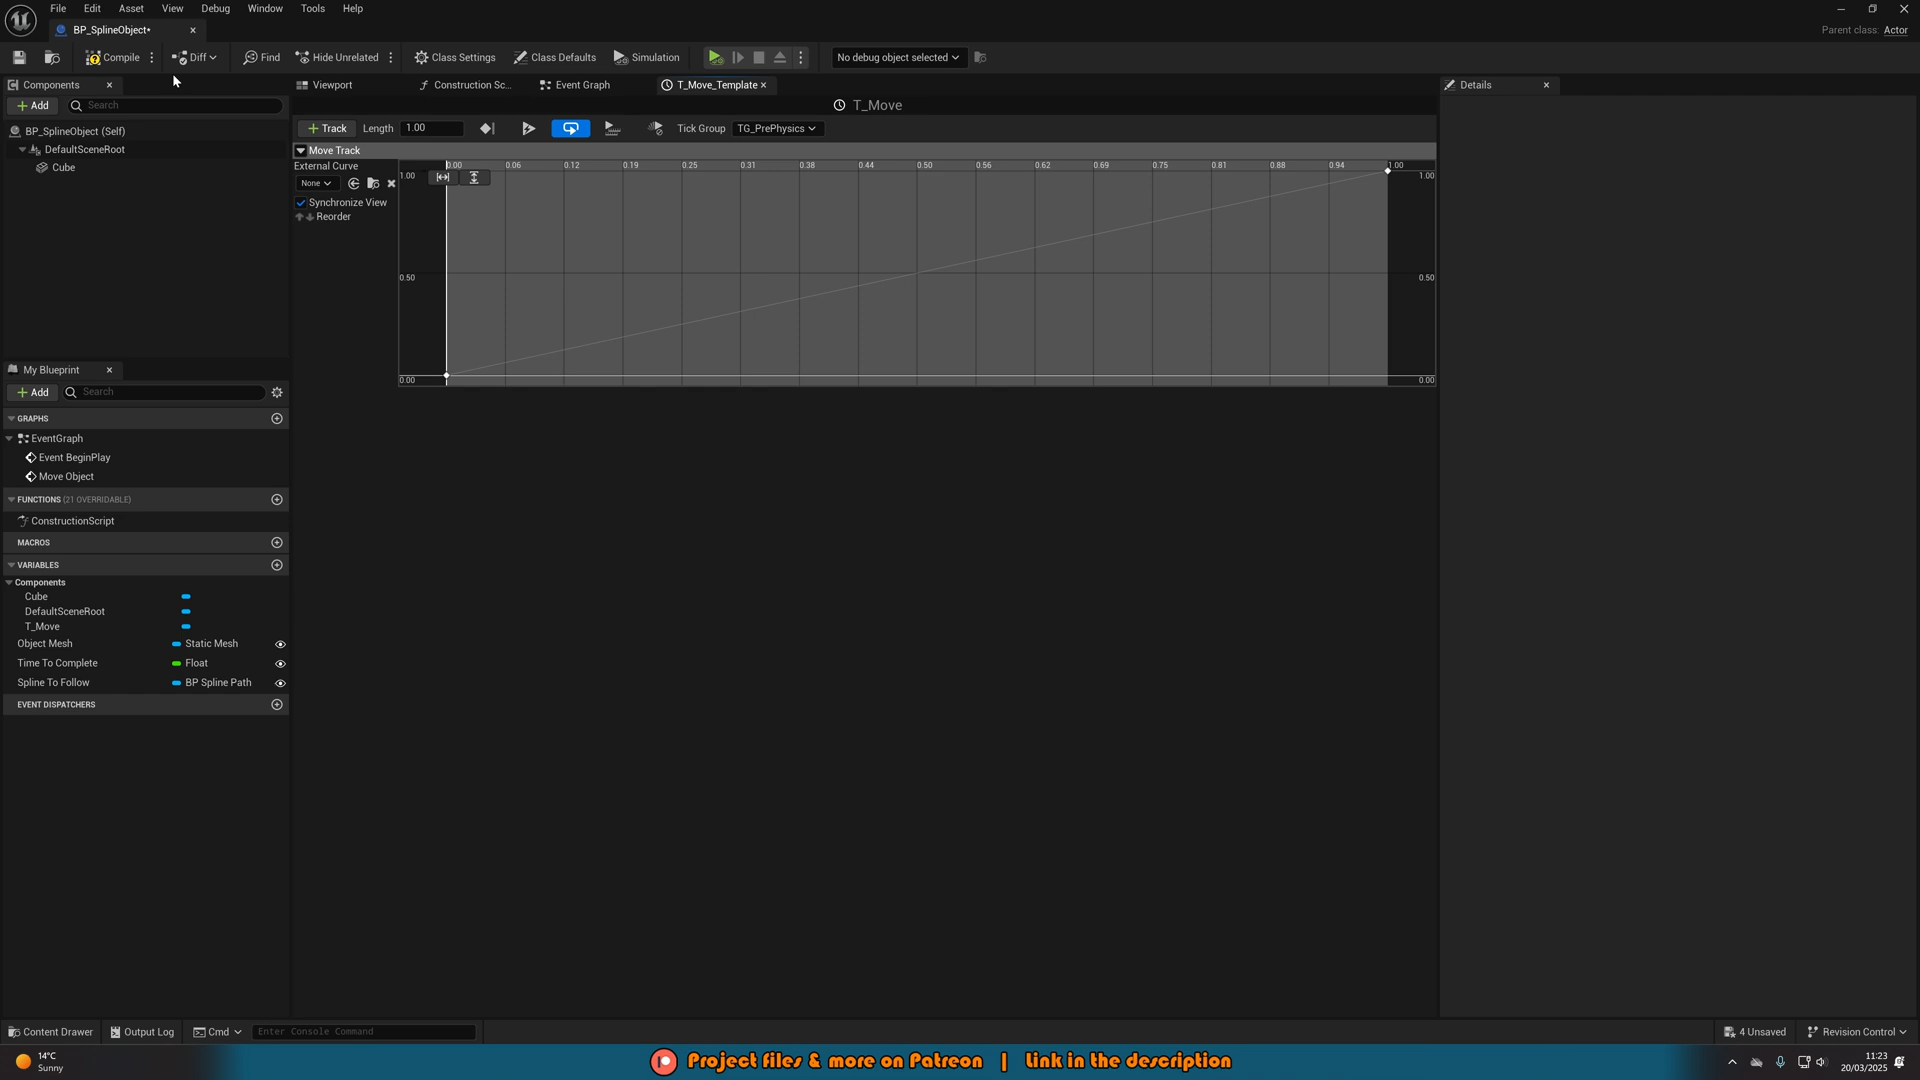 File Edit Asset View Debug Window Tools Help
BP_SplineObject*
Parent class: Actor
Compile Diff Find Hide Unrelated Class Settings Class Defaults Simulation No debug object selected
Components
Viewport Construction Sc... Event Graph T_Move_Template
Details
Add Search
T_Move
Track Length 1.00 Tick Group TG_PrePhysics
BP_SplineObject (Self)
DefaultSceneRoot
Cube
Move Track
External Curve
None
Synchronize View
Reorder
0.00 0.06 0.12 0.19 0.25 0.31 0.38 0.44 0.50 0.56 0.62 0.69 0.75 0.81 0.88 0.94 1.00
1.00 1.00
0.50 0.50
0.00 0.00
My Blueprint
Add Search
GRAPHS
EventGraph
Event BeginPlay
Move Object
FUNCTIONS (21 OVERRIDABLE)
ConstructionScript
MACROS
VARIABLES
Components
Cube
DefaultSceneRoot
T_Move
Object Mesh Static Mesh
Time To Complete Float
Spline To Follow BP Spline Path
EVENT DISPATCHERS
Content Drawer Output Log Cmd Enter Console Command 4 Unsaved Revision Control
14°C
Sunny
Project files & more on Patreon | Link in the description
11:23
20/03/2025